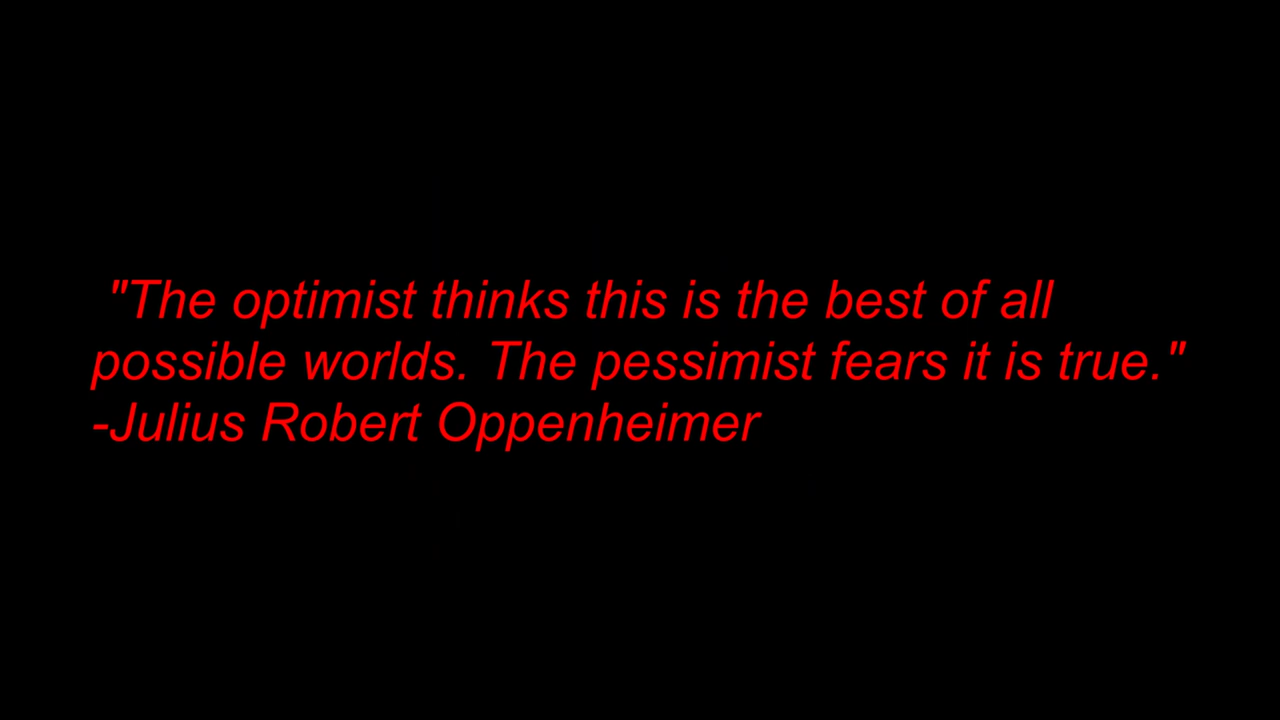 "The optimist thinks this is the best of all
possible worlds. The pessimist fears it is true."
-Julius Robert Oppenheimer